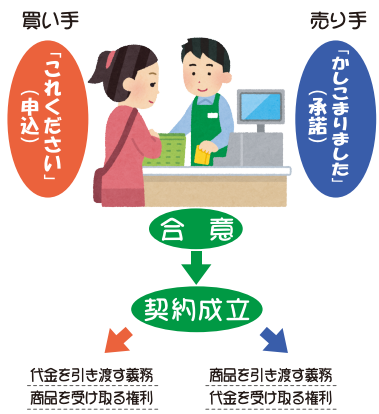 買い手
売り手
「これください」
（申込）
「かしこまりました」
（承諾）
合意
契約成立
代金を引き渡す義務
商品を受け取る権利
商品を引き渡す義務
代金を受け取る権利